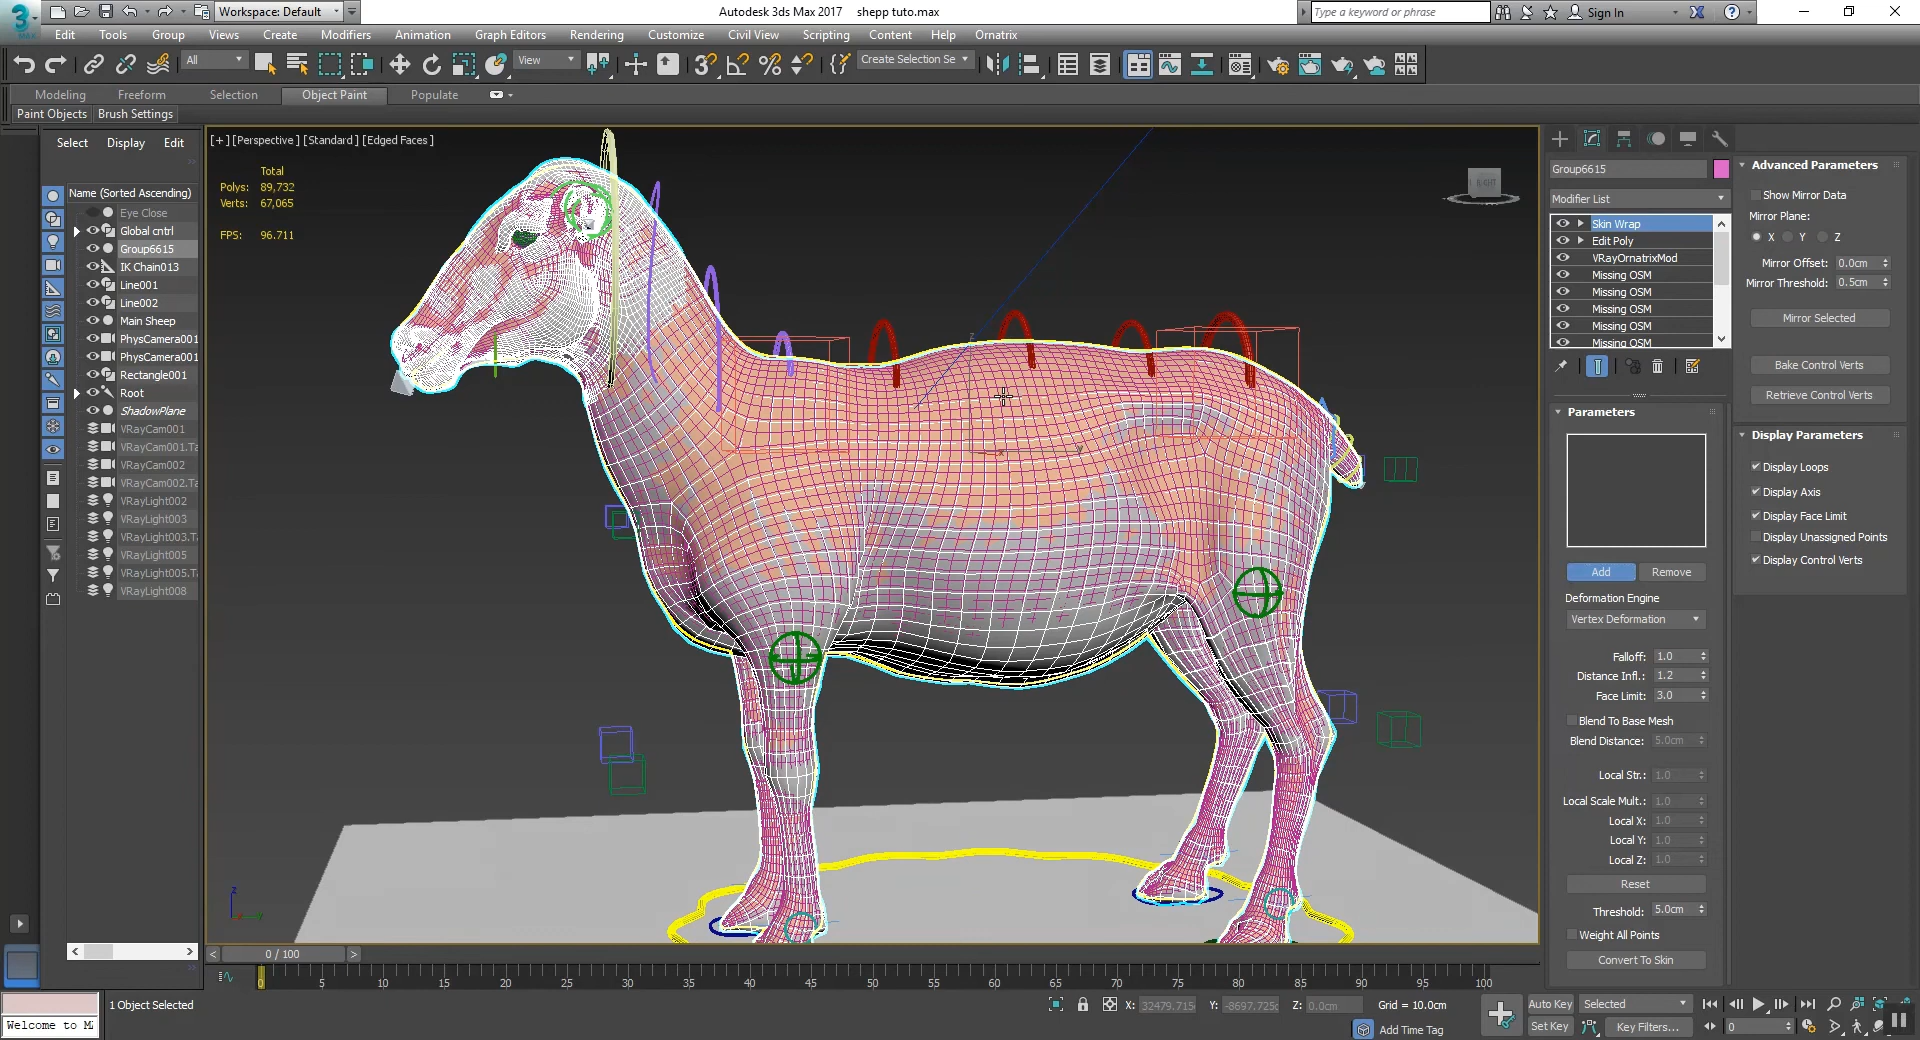 Workspace: Default
Autodesk 3ds Max 2017    shepp tuto.max
Type a keyword or phrase
Sign In
MAX
Edit Tools Group Views Create Modifiers Animation Graph Editors Rendering Customize Civil View Scripting Content Help Ornatrix
All
View
Create Selection Se
Modeling Freeform Selection Object Paint Populate
Paint Objects Brush Settings
Select Display Edit
Name (Sorted Ascending)
Eye Close
Global cntrl
Group6615
IK Chain013
Line001
Line002
Main Sheep
PhysCamera001
PhysCamera001
Rectangle001
Root
ShadowPlane
VRayCam001
VRayCam001.Ta
VRayCam002
VRayCam002.Ta
VRayLight002
VRayLight003
VRayLight003.T
VRayLight005
VRayLight005.T
VRayLight008
[+] [Perspective ] [Standard ] [Edged Faces ]
Total
Polys: 89,732
Verts: 67,065
FPS: 96.711
z
x
y
z
Group6615
Modifier List
Skin Wrap
Edit Poly
VRayOrnatrixMod
Missing OSM
Missing OSM
Missing OSM
Missing OSM
Missing OSM
Parameters
Add Remove
Deformation Engine
Vertex Deformation
Falloff: 1.0
Distance Infl.: 1.2
Face Limit: 3.0
Blend To Base Mesh
Blend Distance: 5.0cm
Local Str.: 1.0
Local Scale Mult.: 1.0
Local X: 1.0
Local Y: 1.0
Local Z: 1.0
Reset
Threshold: 5.0cm
Weight All Points
Convert To Skin
Advanced Parameters
Show Mirror Data
Mirror Plane:
X Y Z
Mirror Offset: 0.0cm
Mirror Threshold: 0.5cm
Mirror Selected
Bake Control Verts
Retrieve Control Verts
Display Parameters
Display Loops
Display Axis
Display Face Limit
Display Unassigned Points
Display Control Verts
0 / 100
0 5 10 15 20 25 30 35 40 45 50 55 60 65 70 75 80 85 90 95 100
1 Object Selected
Welcome to M
X: 32479.715 Y: -8697.725 Z: 0.0cm Grid = 10.0cm
Add Time Tag
Auto Key Selected
Set Key Key Filters...
0